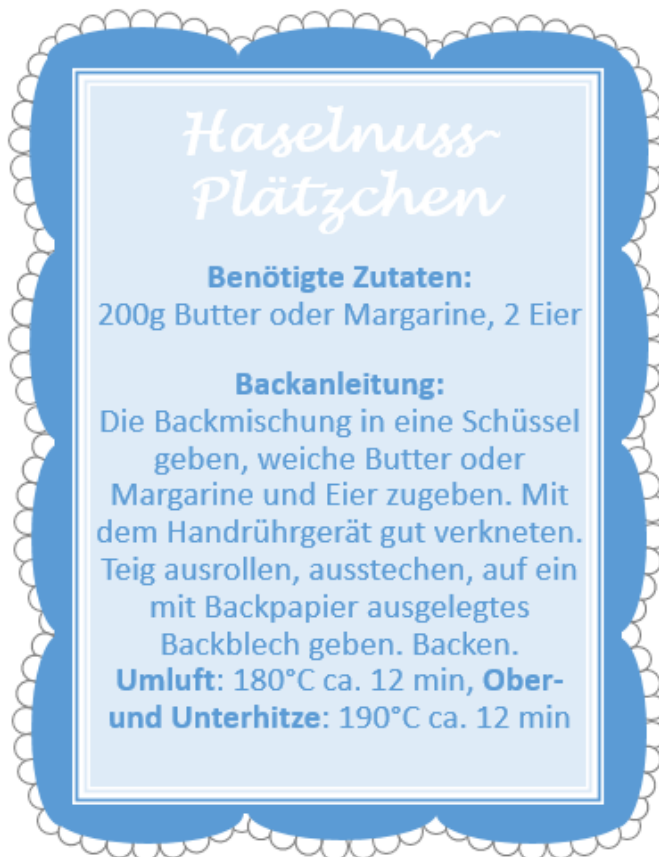 Haselnuss-
Plätzchen
Benötigte Zutaten:
200g Butter oder Margarine, 2 Eier
Backanleitung:
Die Backmischung in eine Schüssel
geben, weiche Butter oder
Margarine und Eier zugeben. Mit
dem Handrührgerät gut verkneten.
Teig ausrollen, ausstechen, auf ein
mit Backpapier ausgelegtes
Backblech geben. Backen.
Umluft: 180°C ca. 12 min, Ober-
und Unterhitze: 190°C ca. 12 min